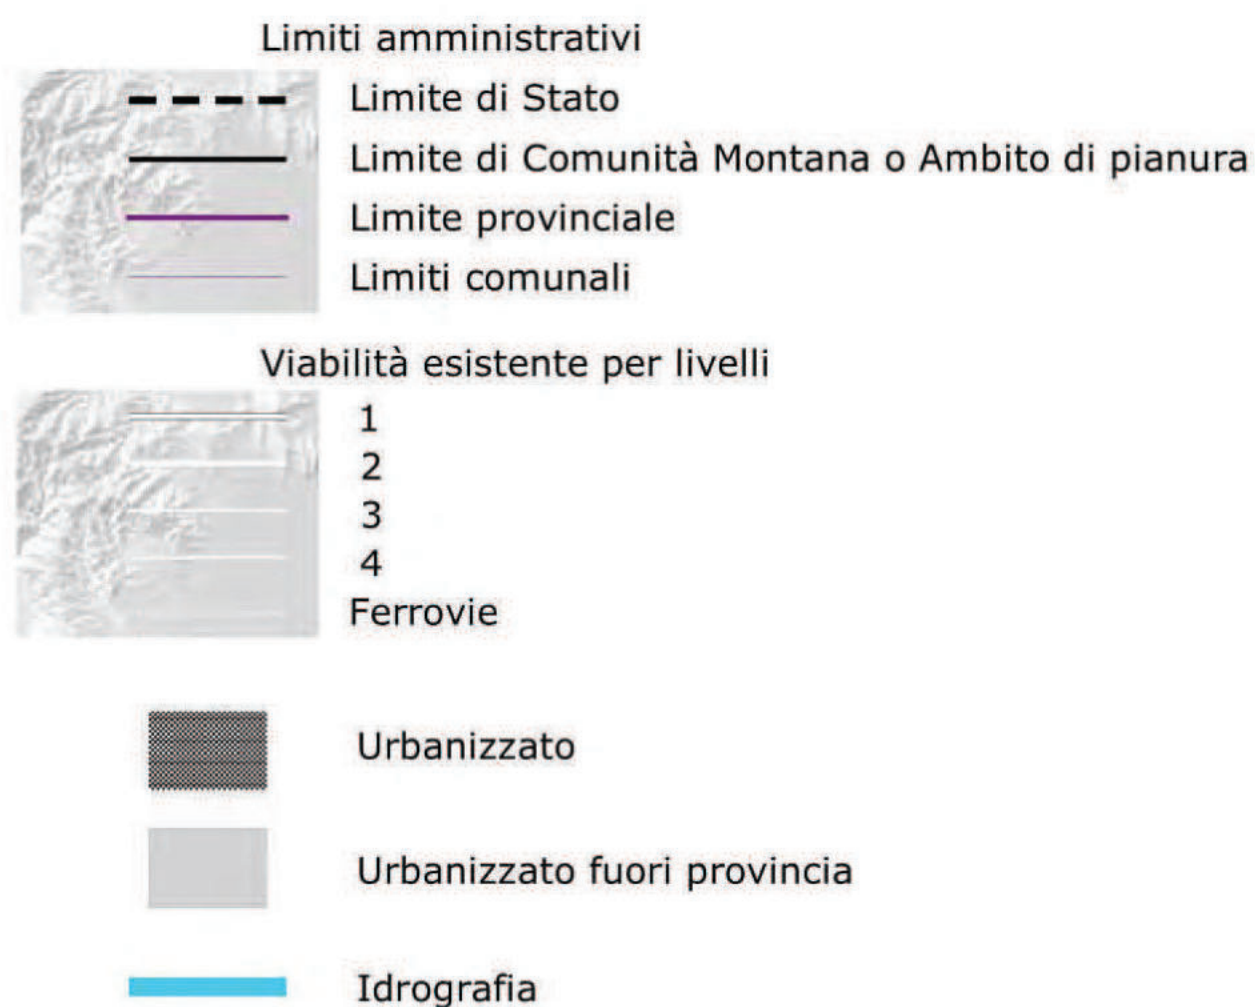 Limiti amministrativi
Limite di Stato
Limite di Comunità Montana o Ambito di pianura
Limite provinciale
Limiti comunali
Viabilità esistente per livelli
1
2
3
4
Ferrovie
Urbanizzato
Urbanizzato fuori provincia
Idrografia